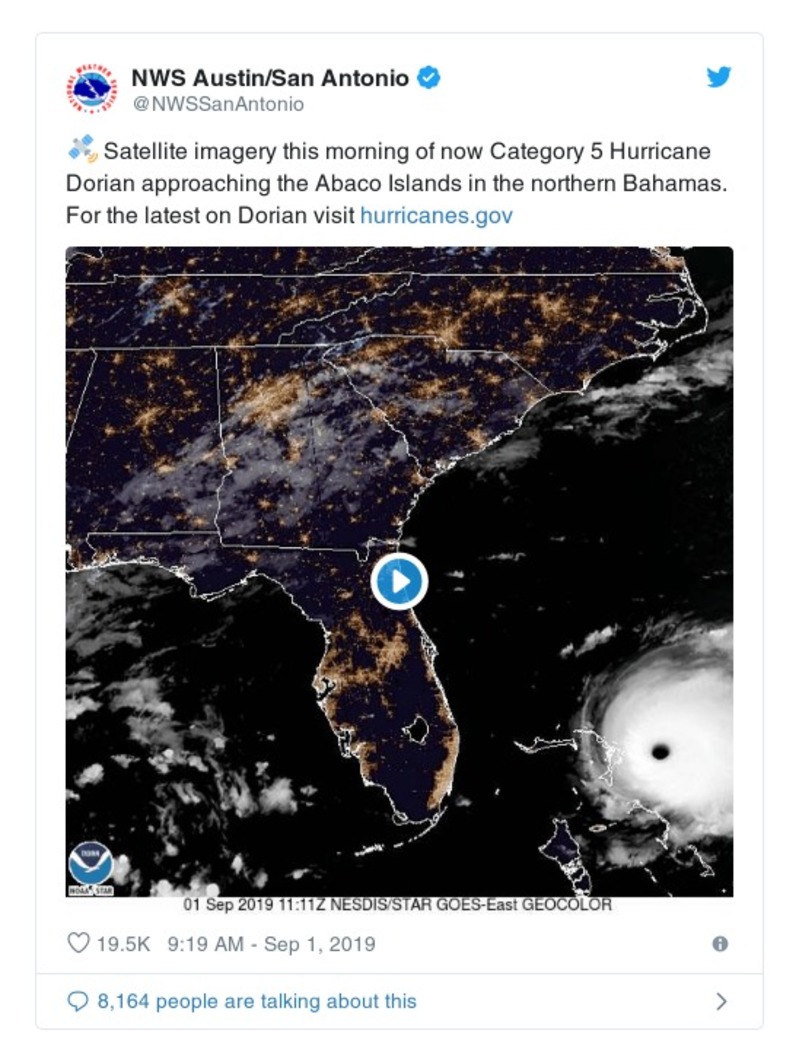 NWS Austin/San Antonio
@NWSSanAntonio
Satellite imagery this morning of now Category 5 Hurricane
Dorian approaching the Abaco Islands in the northern Bahamas.
For the latest on Dorian visit hurricanes.gov
NOAA
NOAA STAR
01 Sep 2019 11:11Z NESDIS/STAR GOES-East GEOCOLOR
19.5K 9:19 AM - Sep 1, 2019
8,164 people are talking about this